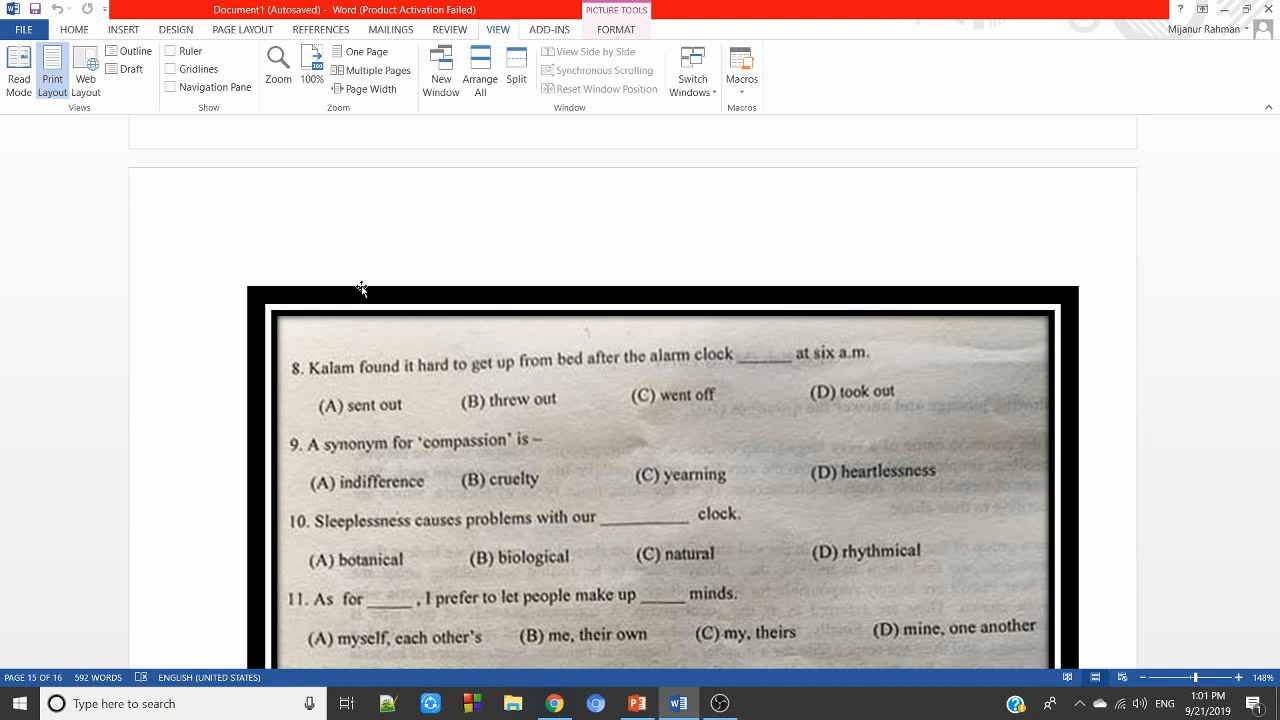 Document1 (Autosaved) - Word (Product Activation Failed)
PICTURE TOOLS
FILE HOME INSERT DESIGN PAGE LAYOUT REFERENCES MAILINGS REVIEW VIEW ADD-INS FORMAT Mijanur Rahman
Read Mode
Print Layout
Web Layout
Outline
Draft
Views
Ruler
Gridlines
Navigation Pane
Show
Zoom
100%
One Page
Multiple Pages
Page Width
Zoom
New Window
Arrange All
Split
View Side by Side
Synchronous Scrolling
Reset Window Position
Window
Switch Windows
Macros
Macros
8. Kalam found it hard to get up from bed after the alarm clock ______ at six a.m.
(A) sent out (B) threw out (C) went off (D) took out
9. A synonym for ‘compassion’ is –
(A) indifference (B) cruelty (C) yearning (D) heartlessness
10. Sleeplessness causes problems with our __________ clock.
(A) botanical (B) biological (C) natural (D) rhythmical
11. As for _____ , I prefer to let people make up _____ minds.
(A) myself, each other's (B) me, their own (C) my, theirs (D) mine, one another
PAGE 15 OF 16 592 WORDS ENGLISH (UNITED STATES) 148%
Type here to search
ENG
1:01 PM
9/21/2019